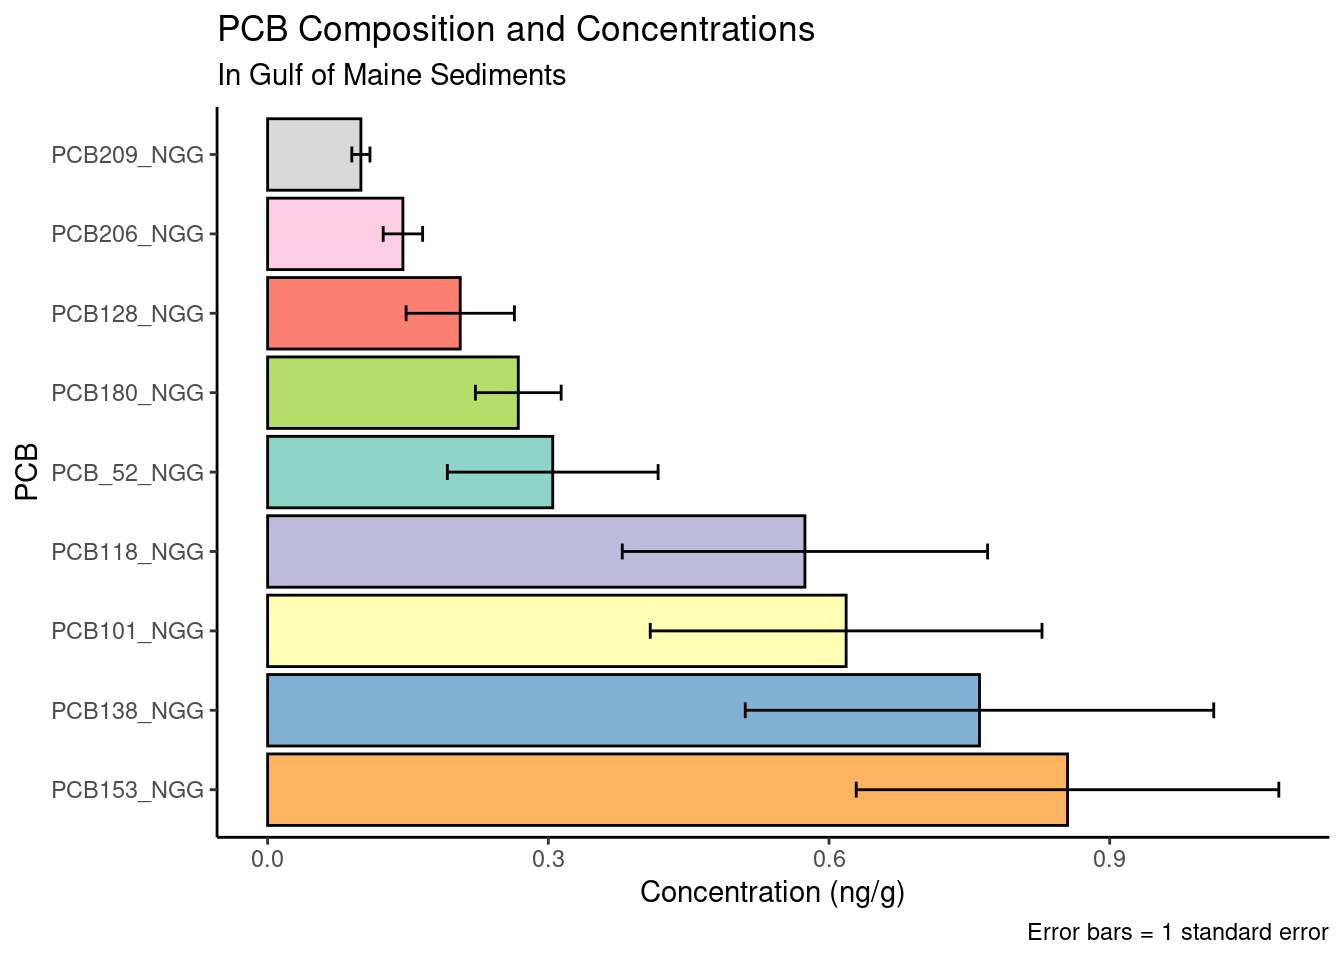 PCB Composition and Concentrations
In Gulf of Maine Sediments
PCB209_NGG
PCB206_NGG
PCB128_NGG
PCB180_NGG
PCB_52_NGG
PCB118_NGG
PCB101_NGG
PCB138_NGG
PCB153_NGG
PCB
0.0 0.3 0.6 0.9
Concentration (ng/g)
Error bars = 1 standard error